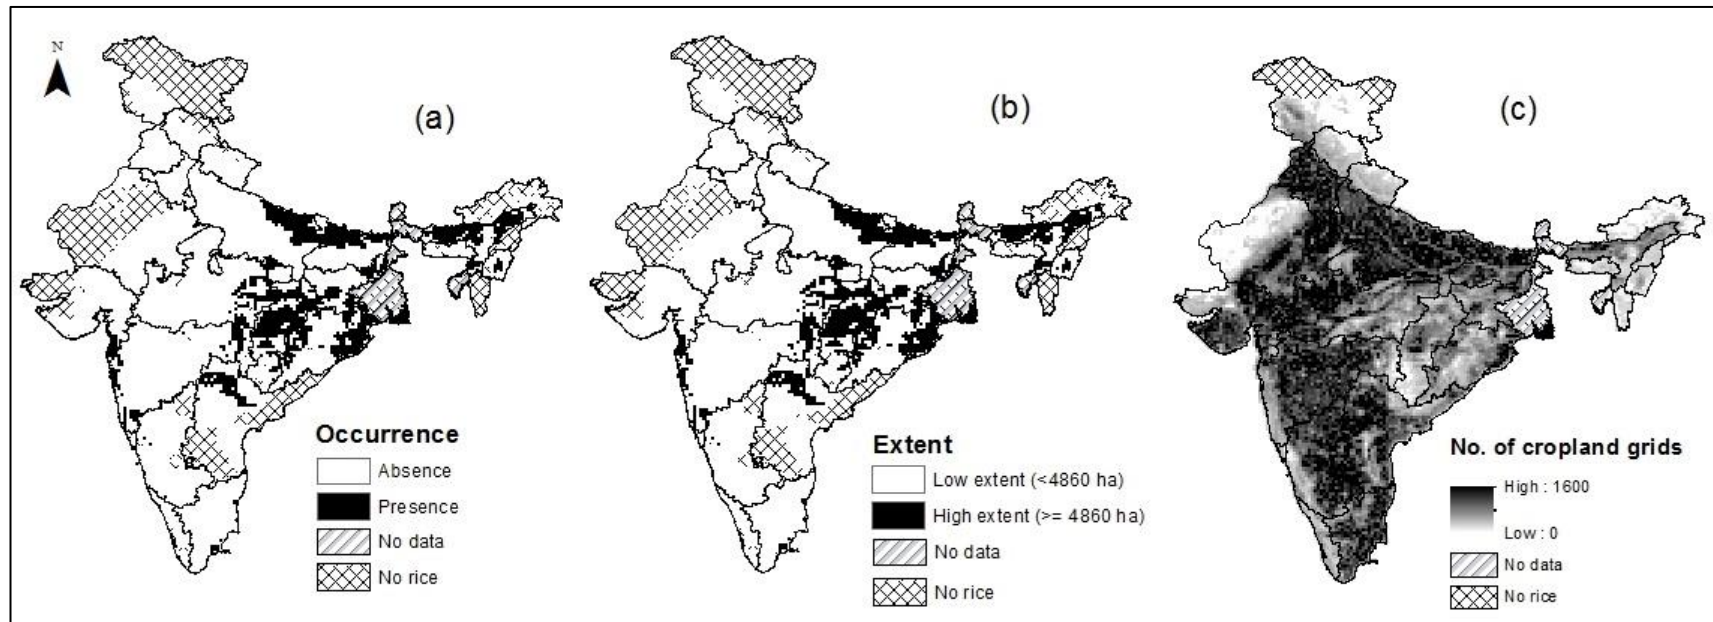 N
(a)
Occurrence
Absence
Presence
No data
No rice
(b)
Extent
Low extent (<4860 ha)
High extent (>= 4860 ha)
No data
No rice
(c)
No. of cropland grids
High : 1600
Low : 0
No data
No rice